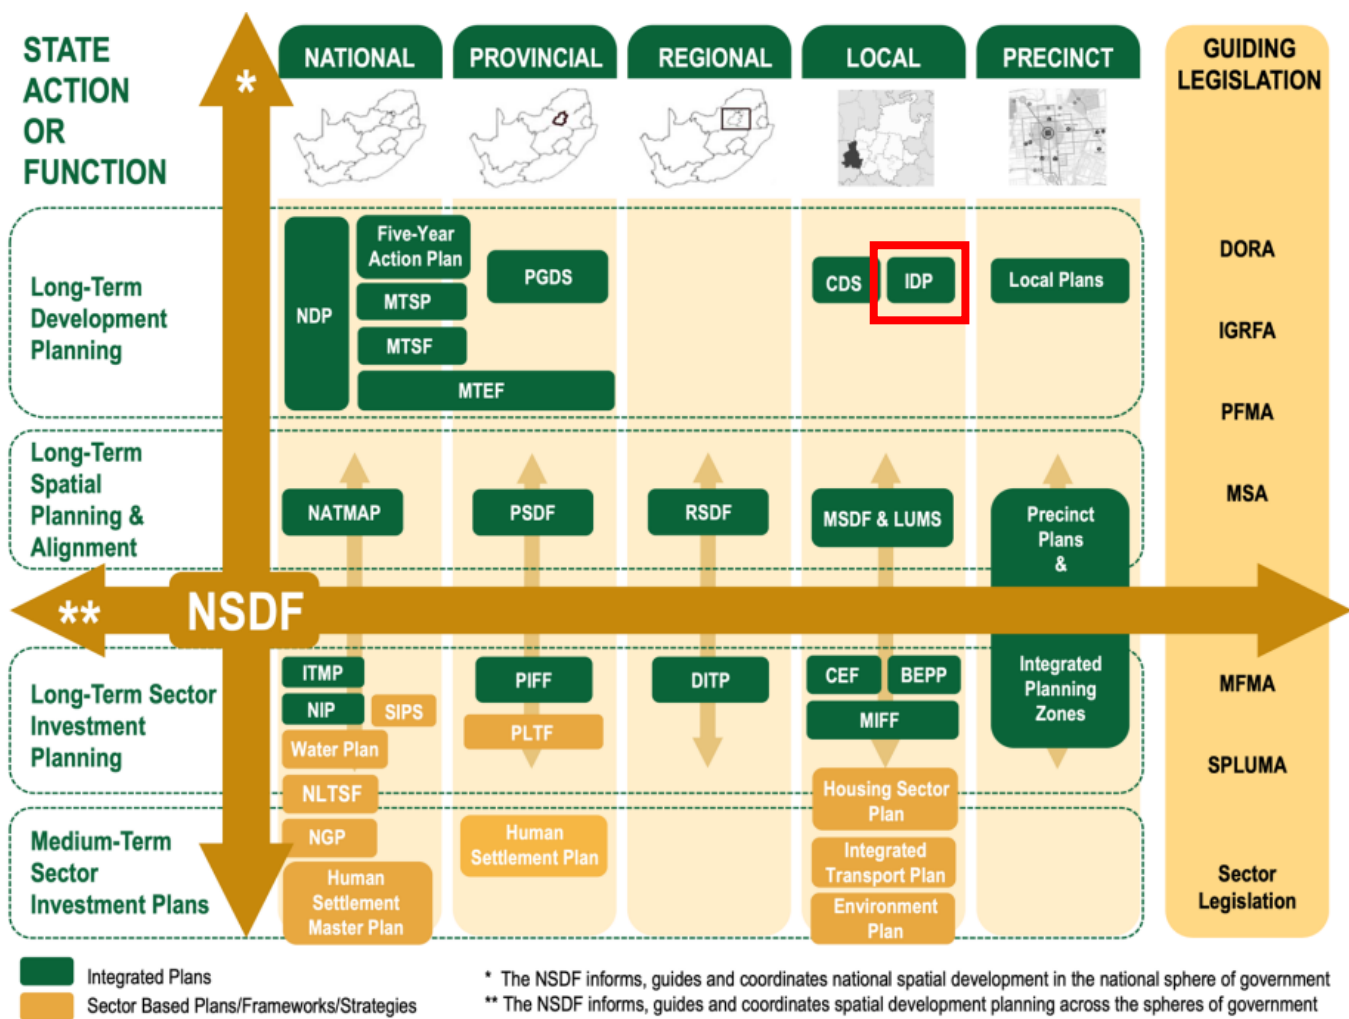 STATE
ACTION
OR
FUNCTION
*
NATIONAL
PROVINCIAL
REGIONAL
LOCAL
PRECINCT
GUIDING
LEGISLATION
Long-Term
Development
Planning
NDP
Five-Year
Action Plan
MTSP
MTSF
MTEF
PGDS
CDS
IDP
Local Plans
DORA
IGRFA
PFMA
Long-Term
Spatial
Planning &
Alignment
NATMAP
PSDF
RSDF
MSDF & LUMS
Precinct
Plans
&
MSA
**
NSDF
Long-Term Sector
Investment
Planning
ITMP
NIP
SIPS
Water Plan
NLTSF
PIFF
PLTF
DITP
CEF
BEPP
MIFF
Housing Sector
Plan
Integrated
Planning
Zones
MFMA
SPLUMA
Medium-Term
Sector
Investment Plans
NGP
Human
Settlement
Master Plan
Human
Settlement Plan
Integrated
Transport Plan
Environment
Plan
Sector
Legislation
Integrated Plans
Sector Based Plans/Frameworks/Strategies
* The NSDF informs, guides and coordinates national spatial development in the national sphere of government
** The NSDF informs, guides and coordinates spatial development planning across the spheres of government